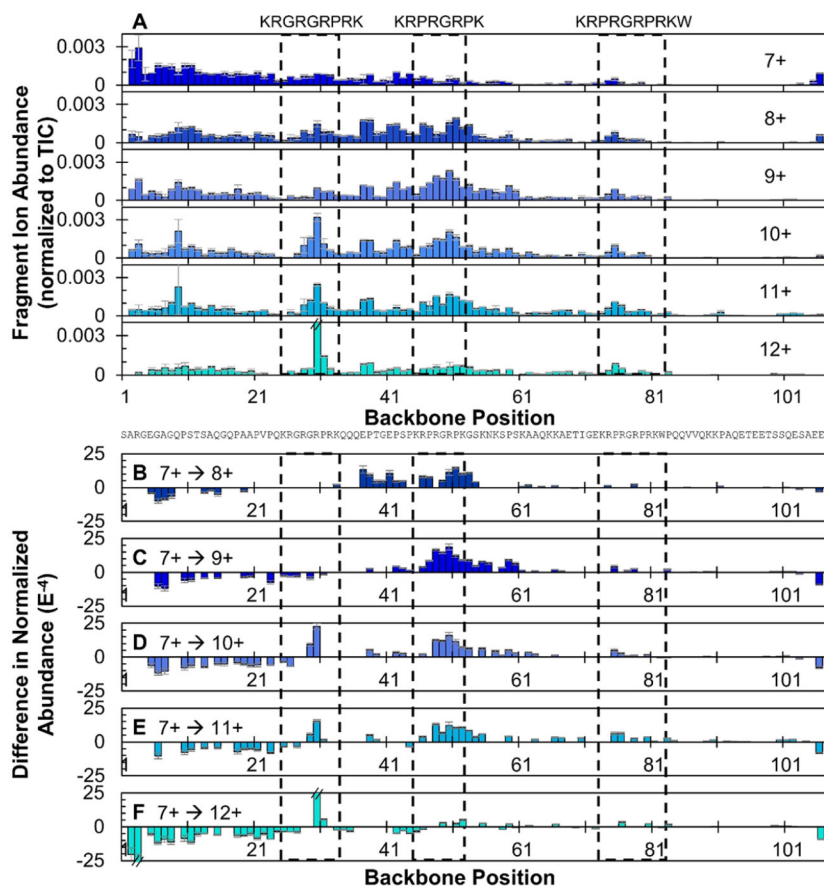 KRGRGRPRK KRPRGRPK KRPRGRPRKW
A
0.003 7+
0
0.003 8+
0
0.003 9+
0
0.003 10+
0
0.003 11+
0
0.003 12+
0
Fragment Ion Abundance
(normalized to TIC)
1 21 41 61 81 101
Backbone Position
SARGEGAGQPSTSAQGQPAAPVPQKRGRGRPRKQQQEPTGEPSPKRPRGRPKGSKNKSPSKAAQKKAETIGEKRPRGRPRKWPQQVVQKKPAQETEETSSQESAEE
25 B 7+ → 8+
0
-25 1 21 41 61 81 101
25 C 7+ → 9+
0
-25 1 21 41 61 81 101
25 D 7+ → 10+
0
-25 1 21 41 61 81 101
25 E 7+ → 11+
0
-25 1 21 41 61 81 101
25 F 7+ → 12+
0
-25 1 21 41 61 81 101
Difference in Normalized
Abundance (E⁻⁴)
Backbone Position